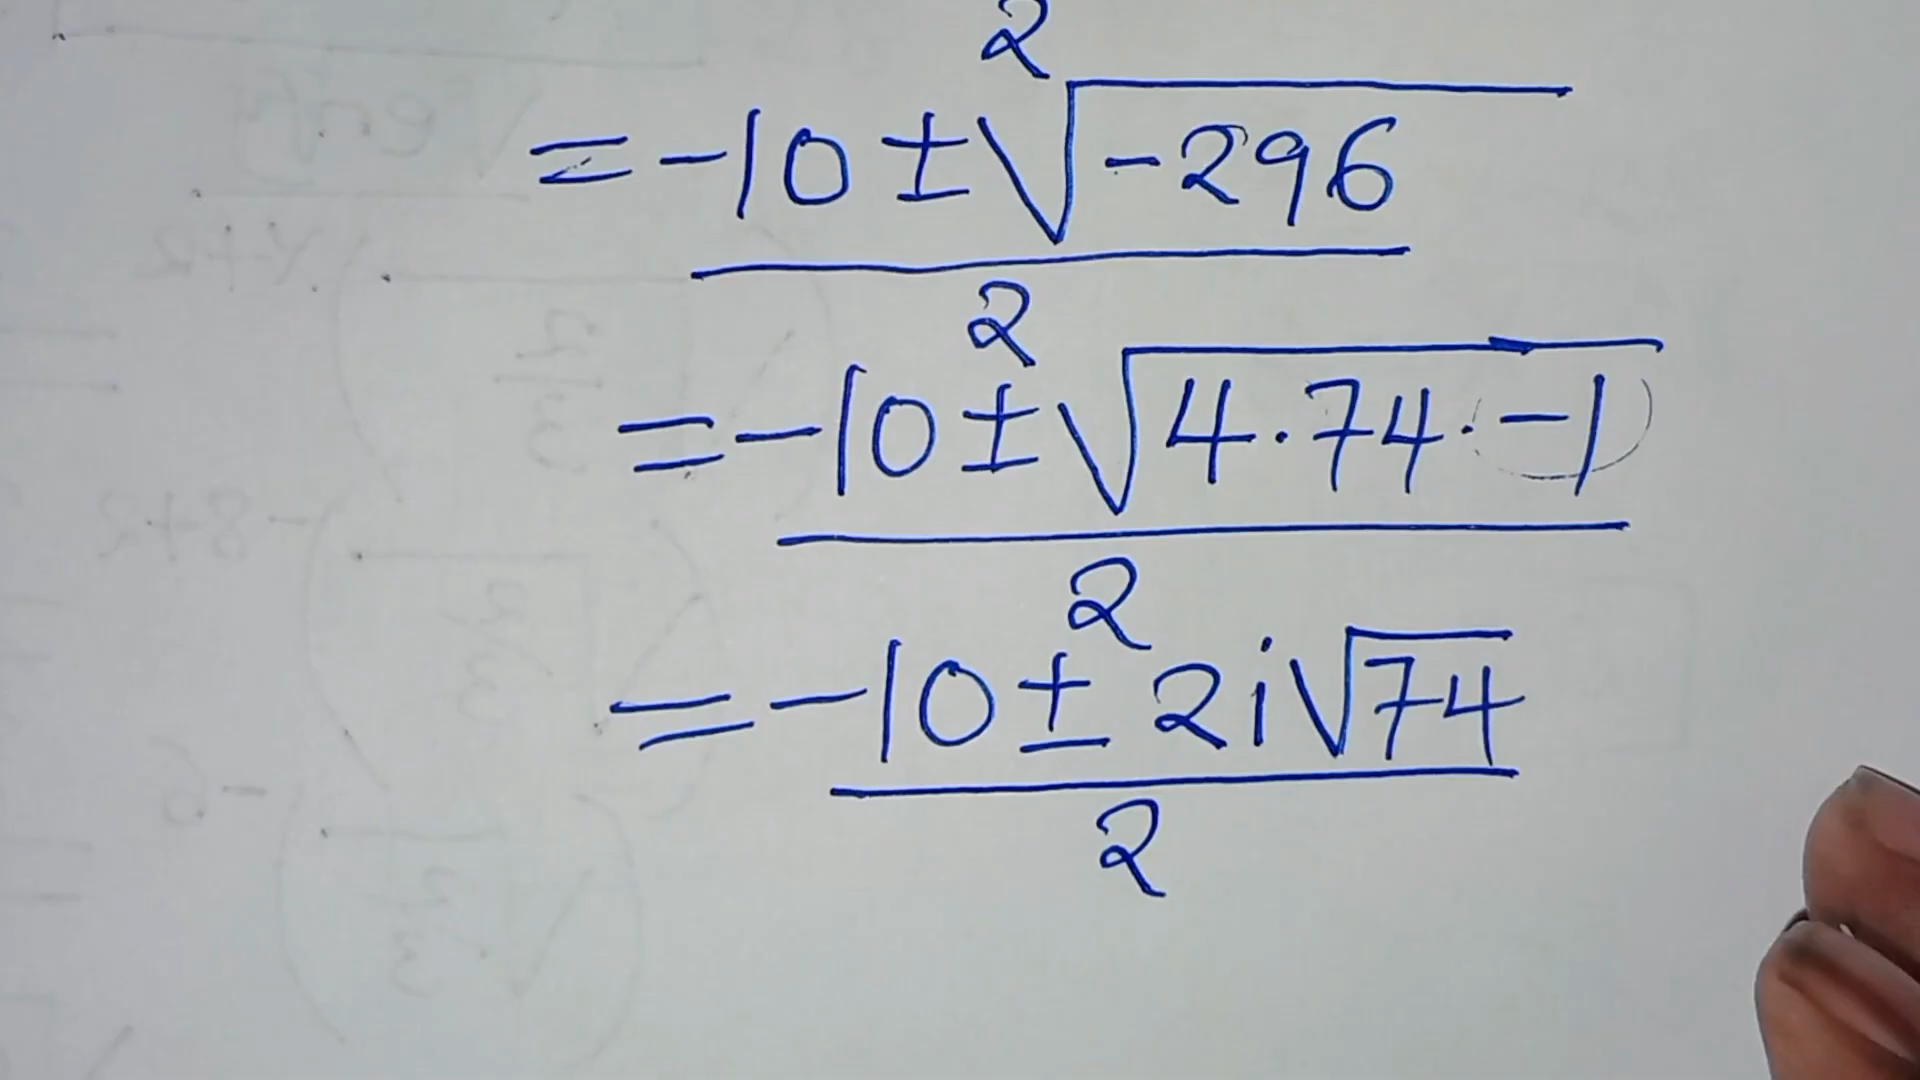 2
= -10 ± √-296
2
= -10 ± √4·74·-1
2
= -10 ± 2i√74
2